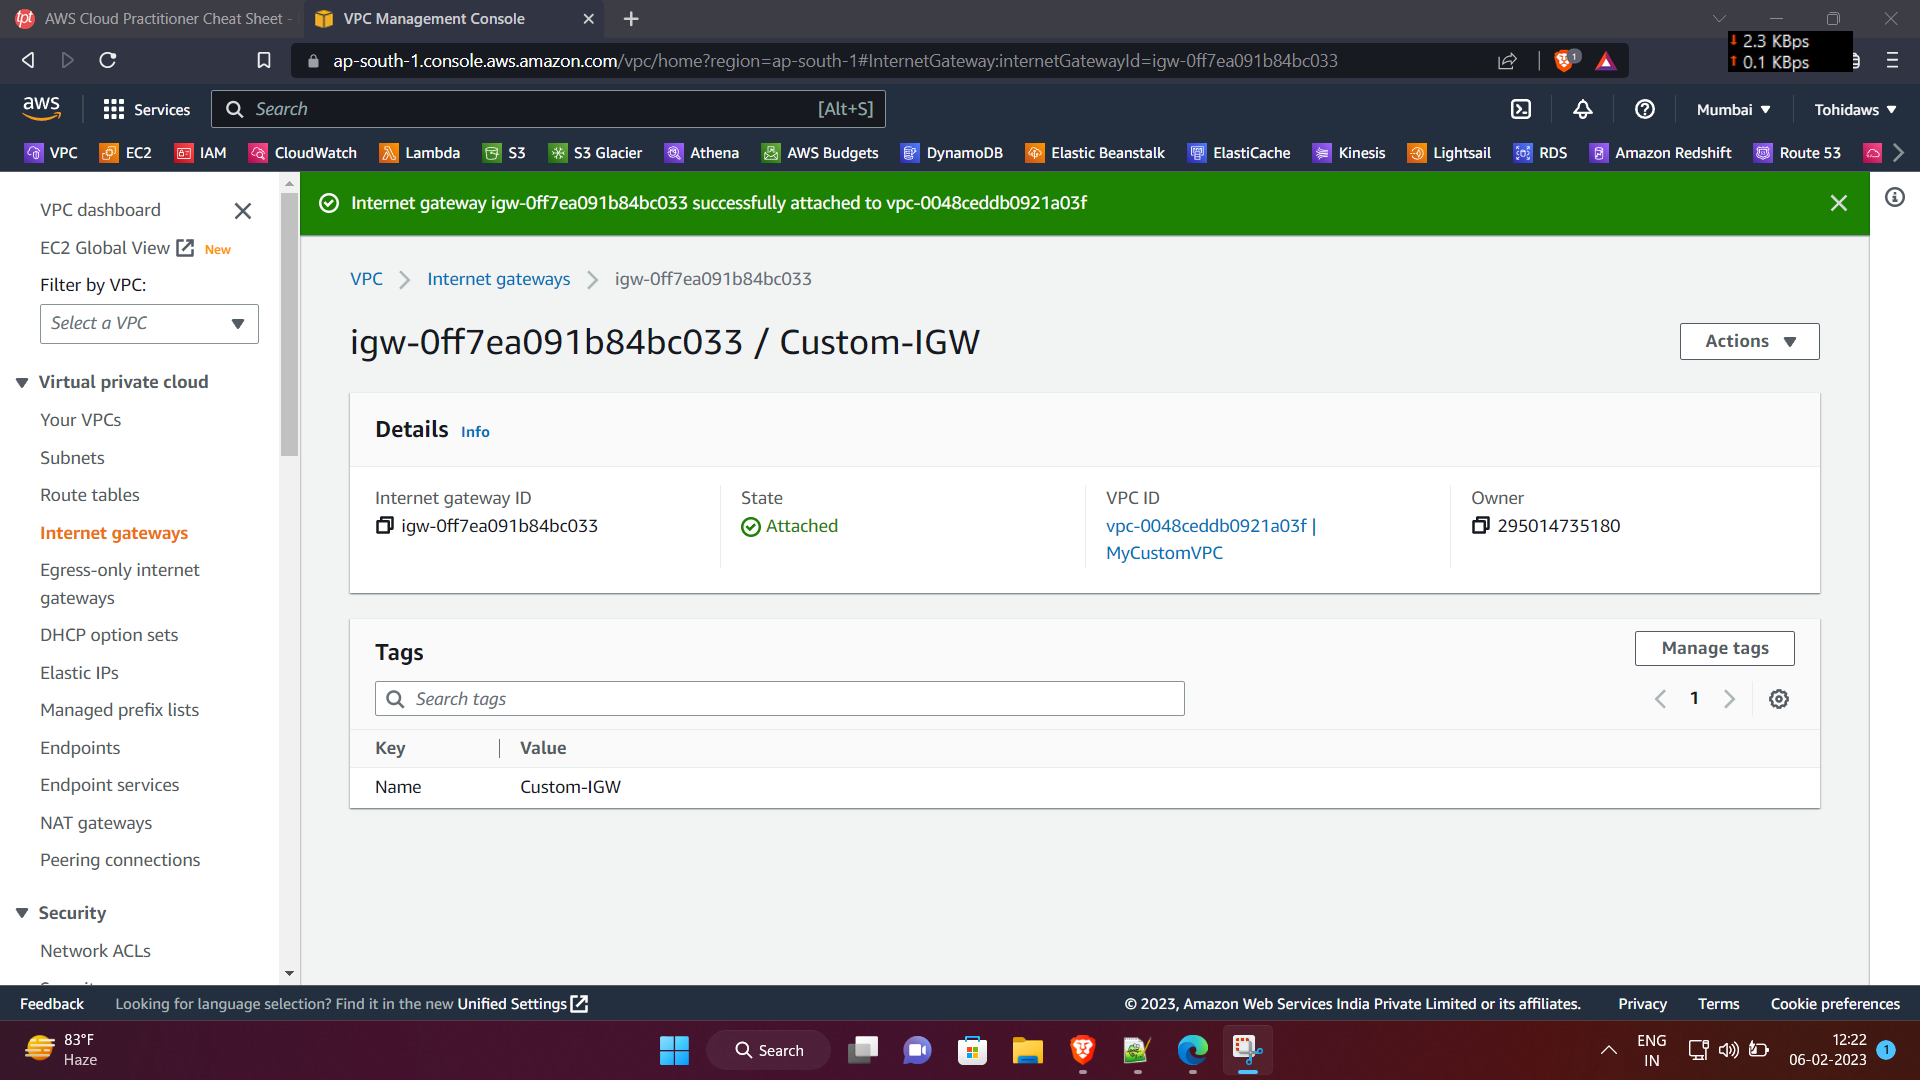 AWS Cloud Practitioner Cheat Sheet -
VPC Management Console
2.3 KBps
0.1 KBps
ap-south-1.console.aws.amazon.com/vpc/home?region=ap-south-1#InternetGateway:internetGatewayId=igw-0ff7ea091b84bc033
1
aws
Services
Search
[Alt+S]
Mumbai
Tohidaws
VPC
EC2
IAM
CloudWatch
Lambda
S3
S3 Glacier
Athena
AWS Budgets
DynamoDB
Elastic Beanstalk
ElastiCache
Kinesis
Lightsail
RDS
Amazon Redshift
Route 53
VPC dashboard
EC2 Global View New
Filter by VPC:
Select a VPC
Virtual private cloud
Your VPCs
Subnets
Route tables
Internet gateways
Egress-only internet
gateways
DHCP option sets
Elastic IPs
Managed prefix lists
Endpoints
Endpoint services
NAT gateways
Peering connections
Security
Network ACLs
Internet gateway igw-0ff7ea091b84bc033 successfully attached to vpc-0048ceddb0921a03f
VPC
Internet gateways
igw-0ff7ea091b84bc033
igw-0ff7ea091b84bc033 / Custom-IGW
Actions
Details Info
Internet gateway ID
igw-0ff7ea091b84bc033
State
Attached
VPC ID
vpc-0048ceddb0921a03f |
MyCustomVPC
Owner
295014735180
Tags
Manage tags
Search tags
1
Key
Value
Name
Custom-IGW
Feedback
Looking for language selection? Find it in the new Unified Settings
© 2023, Amazon Web Services India Private Limited or its affiliates.
Privacy
Terms
Cookie preferences
83°F
Haze
Search
ENG
IN
12:22
06-02-2023
1